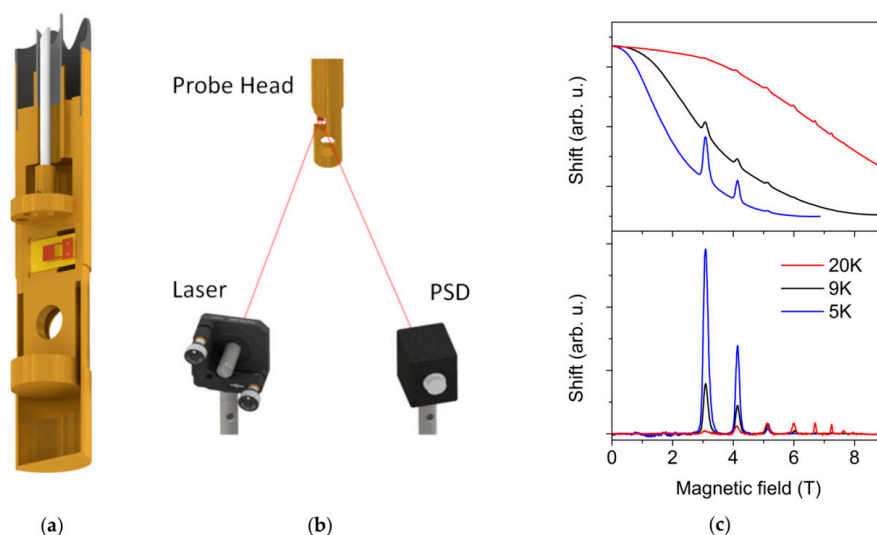 Probe Head
Laser
PSD
Shift (arb. u.)
Shift (arb. u.)
20K
9K
5K
0 2 4 6 8
Magnetic field (T)
(a) (b) (c)